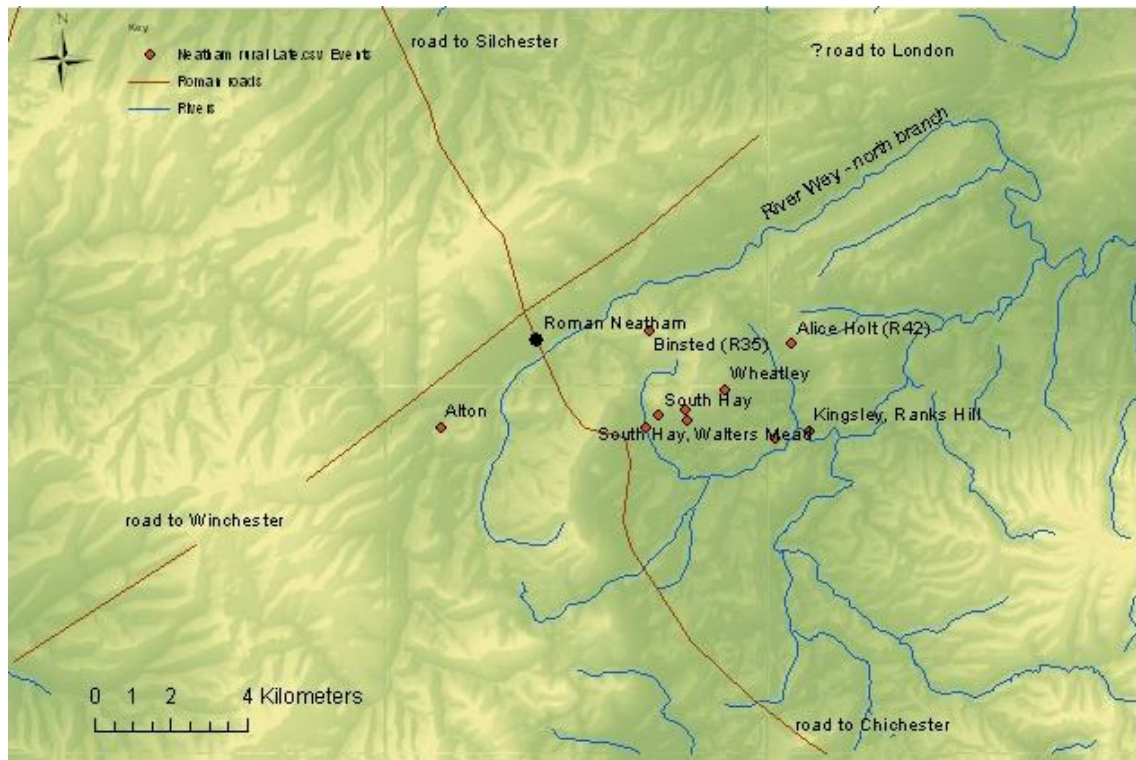 N
Key
Neatham rural Late.csv Events
Roman roads
Rivers
road to Silchester
? road to London
River Wey - north branch
Roman Neatham
Binsted (R35)
Alice Holt (R42)
Wheatley
South Hay
Alton
Kingsley, Ranks Hill
South Hay, Walters Mead
road to Winchester
0 1 2 4 Kilometers
road to Chichester